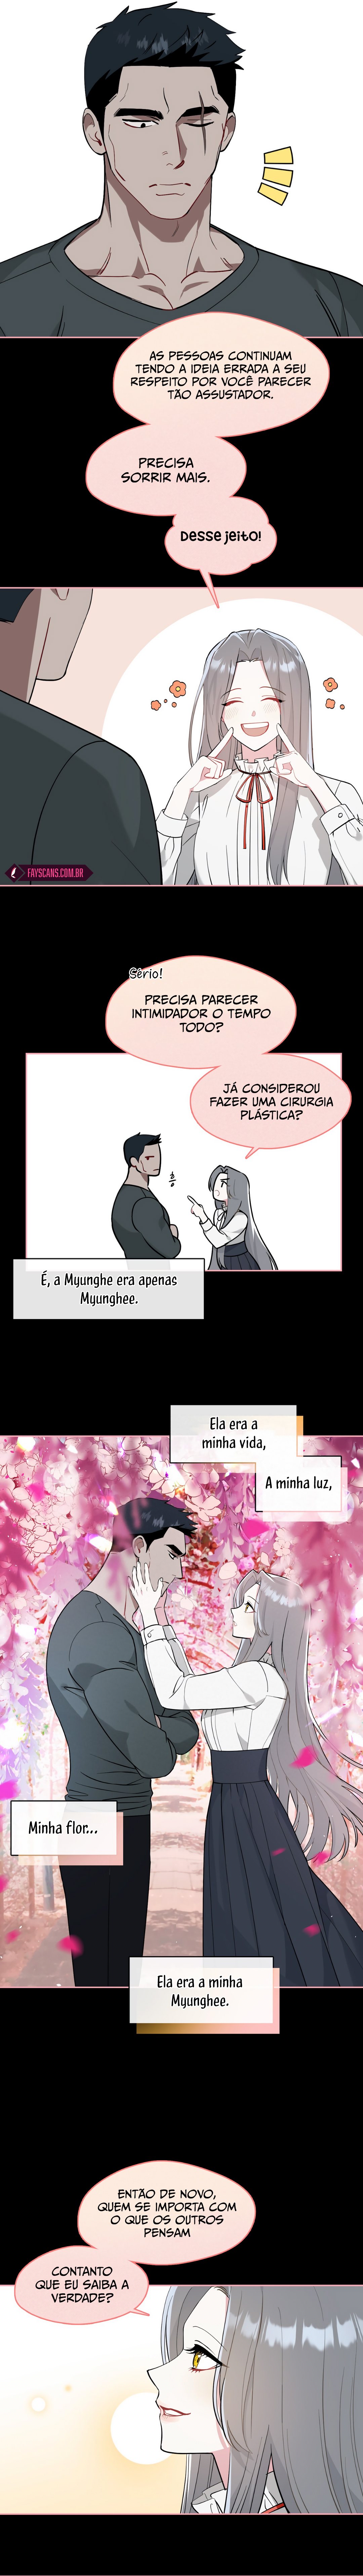 AS PESSOAS CONTINUAM
TENDO A IDEIA ERRADA A SEU
RESPEITO POR VOCÊ PARECER
TÃO ASSUSTADOR.
PRECISA
SORRIR MAIS.
Desse jeito!
FAYSCANS.COM.BR
Sério!
PRECISA PARECER
INTIMIDADOR O TEMPO
TODO?
JÁ CONSIDEROU
FAZER UMA CIRURGIA
PLÁSTICA?
É, a Myunghe era apenas
Myunghee.
Ela era a
minha vida,
A minha luz,
Minha flor...
Ela era a minha
Myunghee.
ENTÃO DE NOVO,
QUEM SE IMPORTA COM
O QUE OS OUTROS
PENSAM
CONTANTO
QUE EU SAIBA A
VERDADE?